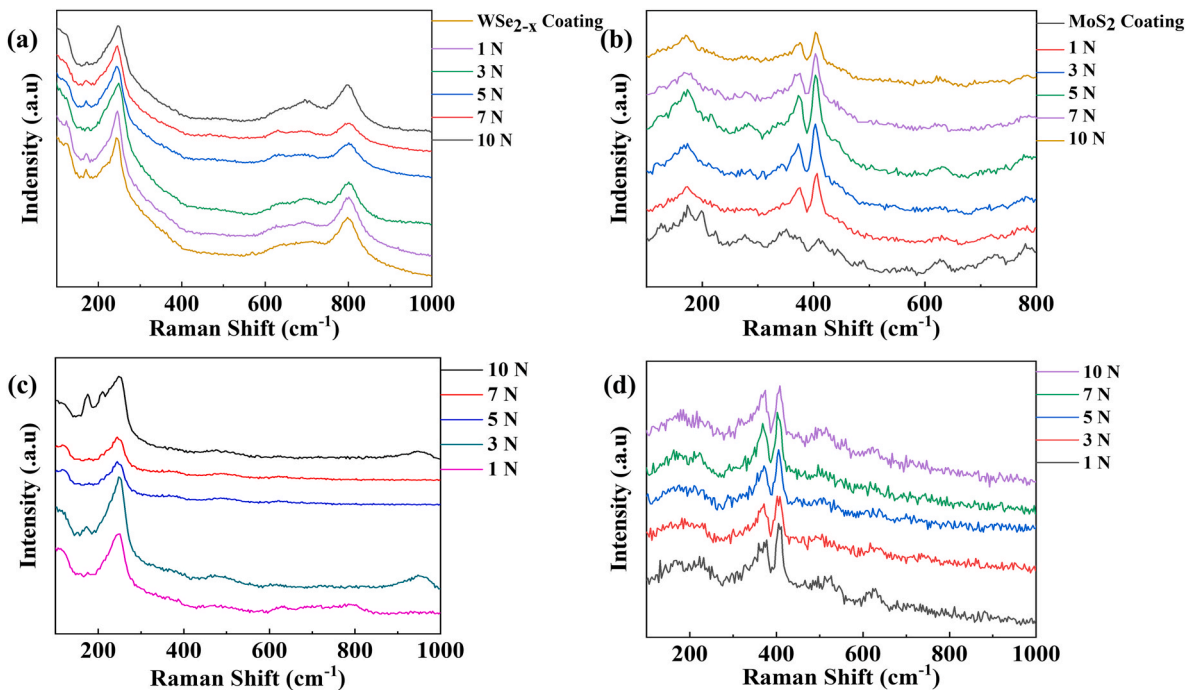 (a)
WSe2-x Coating
1 N
3 N
5 N
7 N
10 N
Indensity (.a.u)
200 400 600 800 1000
Raman Shift (cm-1)
(b)
MoS2 Coating
1 N
3 N
5 N
7 N
10 N
Indensity (.a.u)
200 400 600 800
Raman Shift (cm-1)
(c)
10 N
7 N
5 N
3 N
1 N
Intensity (.a.u)
200 400 600 800 1000
Raman Shift (cm-1)
(d)
10 N
7 N
5 N
3 N
1 N
Intensity (.a.u)
200 400 600 800 1000
Raman Shift (cm-1)